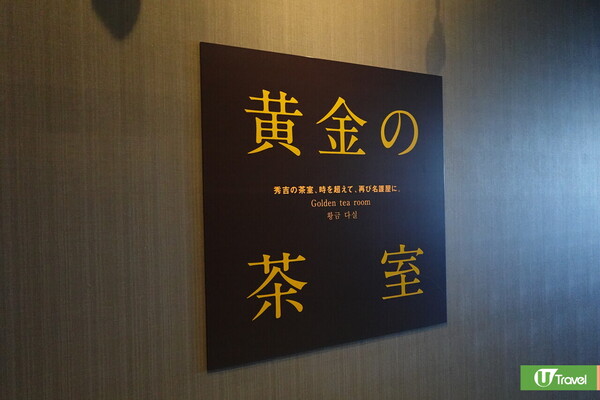 黄金の
秀吉の茶室、時を超えて、再び名護屋に。
Golden tea room
황금 다실
茶室
U Travel